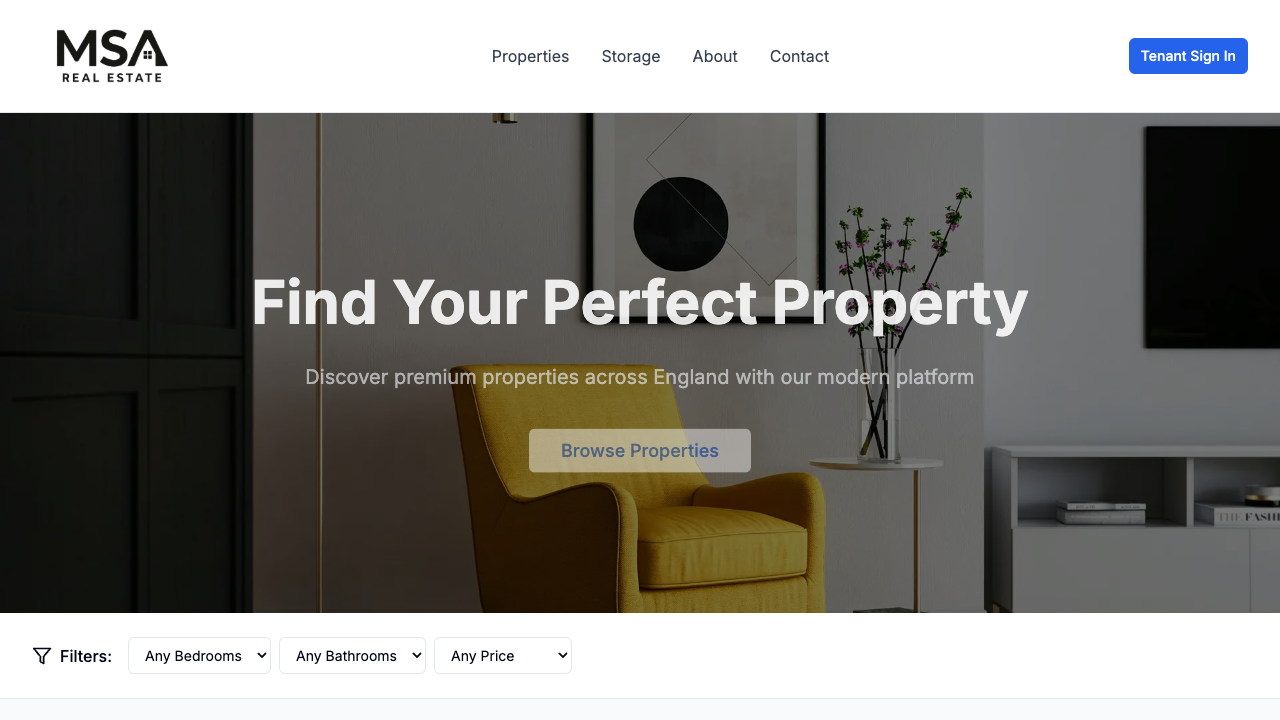 MSA
REAL ESTATE
Properties
Storage
About
Contact
Tenant Sign In
Find Your Perfect Property
Discover premium properties across England with our modern platform
Browse Properties
THE FASH
Filters:
Any Bedrooms
Any Bathrooms
Any Price